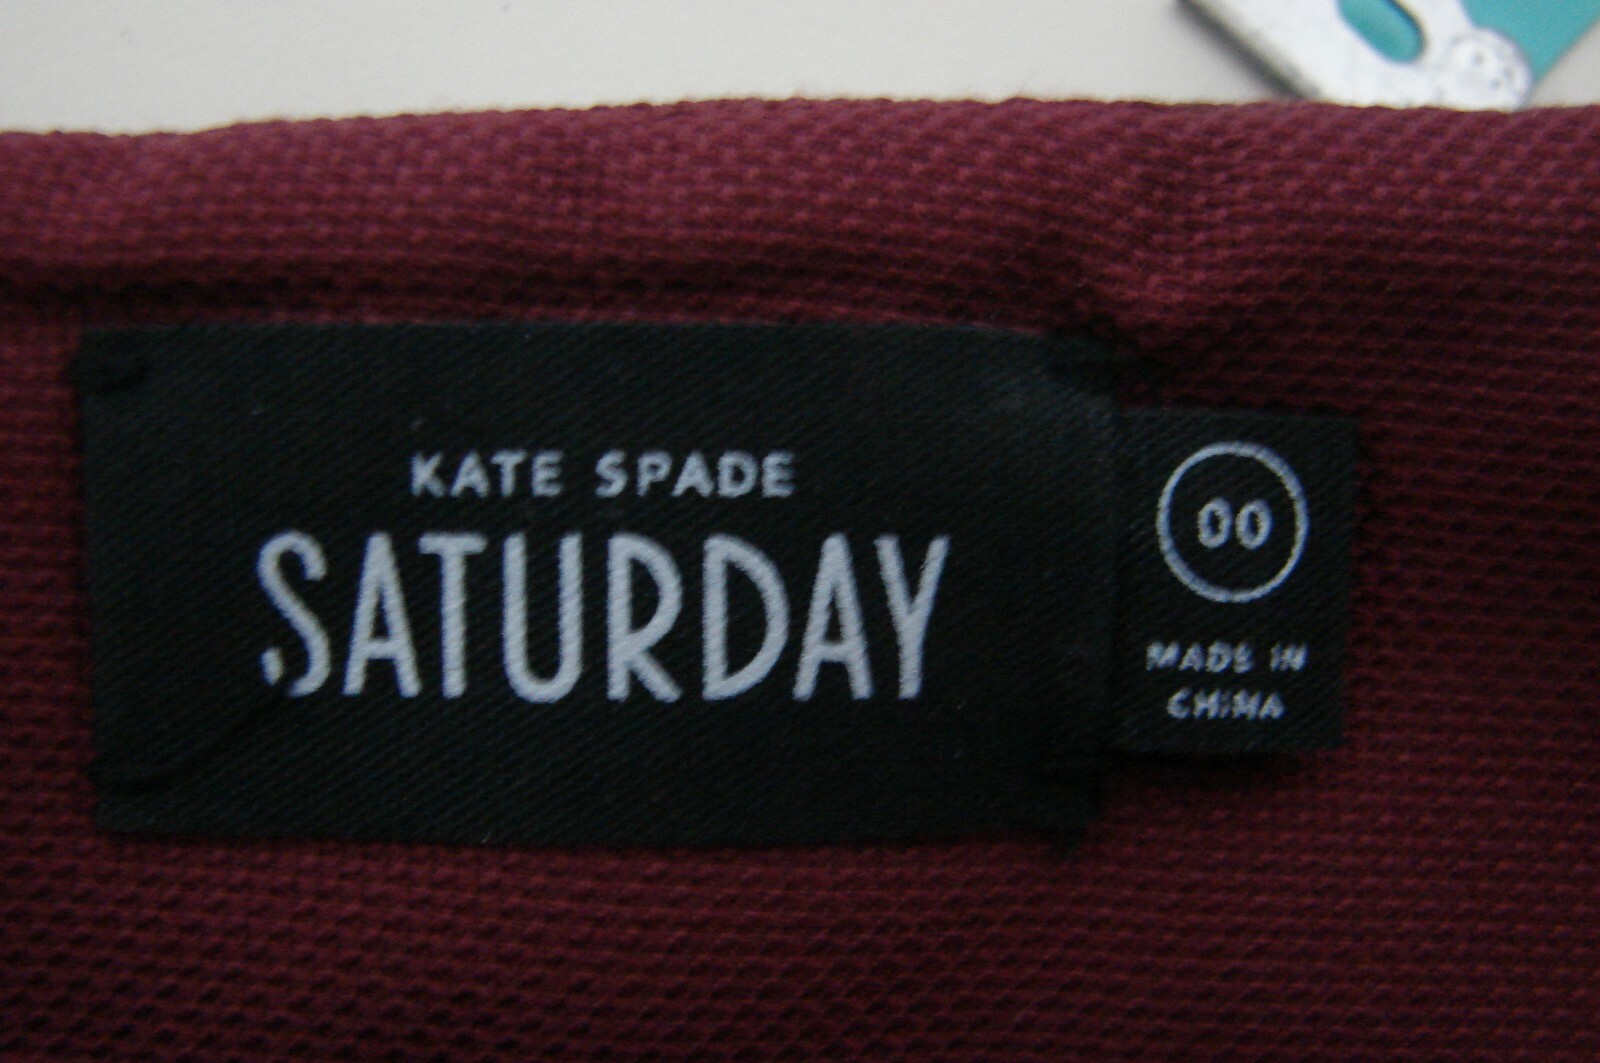 KATE SPADE
SATURDAY
00
MADE IN
CHINA